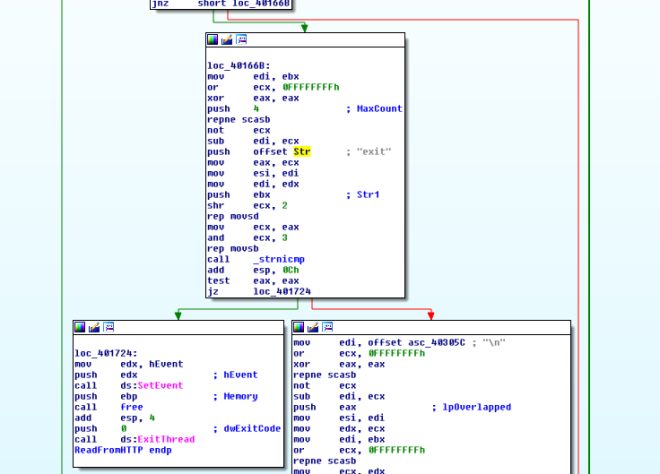 jnz     short loc_40166B
loc_40166B:
mov     edi, ebx
or      ecx, 0FFFFFFFFh
xor     eax, eax
push    4               ; MaxCount
repne scasb
not     ecx
sub     edi, ecx
push    offset Str      ; "exit"
mov     eax, ecx
mov     esi, edi
mov     edi, edx
push    ebx             ; Str1
shr     ecx, 2
rep movsd
mov     ecx, eax
and     ecx, 3
rep movsb
call    _strnicmp
add     esp, 0Ch
test    eax, eax
jz      loc_401724
loc_401724:
mov     edx, hEvent
push    edx             ; hEvent
call    ds:SetEvent
push    ebp             ; Memory
call    free
add     esp, 4
push    0               ; dwExitCode
call    ds:ExitThread
ReadFromHTTP endp
mov     edi, offset asc_40305C ; "\n"
or      ecx, 0FFFFFFFFh
xor     eax, eax
repne scasb
not     ecx
sub     edi, ecx
push    eax             ; lpOverlapped
mov     esi, edi
mov     edx, ecx
mov     edi, ebx
or      ecx, 0FFFFFFFFh
repne scasb
mov     ecx, edx